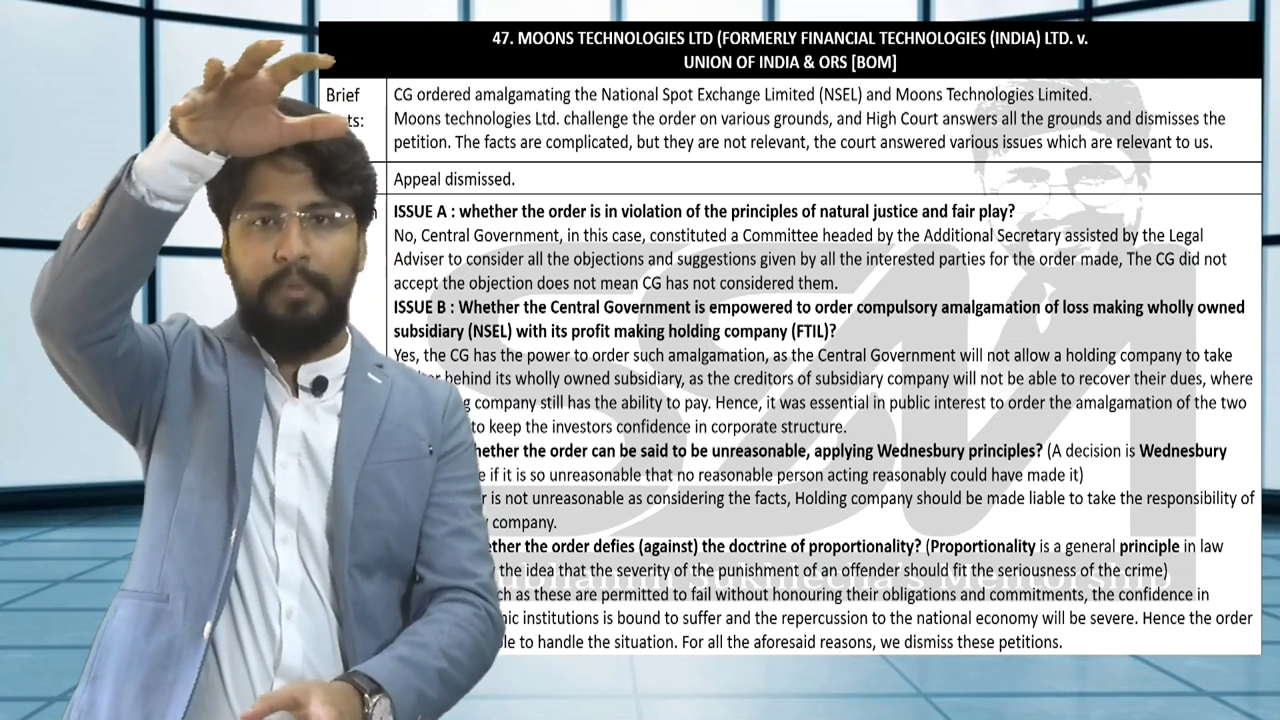 47. MOONS TECHNOLOGIES LTD (FORMERLY FINANCIAL TECHNOLOGIES (INDIA) LTD. v.
UNION OF INDIA & ORS [BOM]
Brief
ts:
CG ordered amalgamating the National Spot Exchange Limited (NSEL) and Moons Technologies Limited.
Moons technologies Ltd. challenge the order on various grounds, and High Court answers all the grounds and dismisses the
petition. The facts are complicated, but they are not relevant, the court answered various issues which are relevant to us.
Appeal dismissed.
ISSUE A : whether the order is in violation of the principles of natural justice and fair play?
No, Central Government, in this case, constituted a Committee headed by the Additional Secretary assisted by the Legal
Adviser to consider all the objections and suggestions given by all the interested parties for the order made, The CG did not
accept the objection does not mean CG has not considered them.
ISSUE B : Whether the Central Government is empowered to order compulsory amalgamation of loss making wholly owned
subsidiary (NSEL) with its profit making holding company (FTIL)?
Yes, the CG has the power to order such amalgamation, as the Central Government will not allow a holding company to take
behind its wholly owned subsidiary, as the creditors of subsidiary company will not be able to recover their dues, where
company still has the ability to pay. Hence, it was essential in public interest to order the amalgamation of the two
to keep the investors confidence in corporate structure.
hether the order can be said to be unreasonable, applying Wednesbury principles? (A decision is Wednesbury
if it is so unreasonable that no reasonable person acting reasonably could have made it)
is not unreasonable as considering the facts, Holding company should be made liable to take the responsibility of
company.
ether the order defies (against) the doctrine of proportionality? (Proportionality is a general principle in law
the idea that the severity of the punishment of an offender should fit the seriousness of the crime)
ch as these are permitted to fail without honouring their obligations and commitments, the confidence in
institutions is bound to suffer and the repercussion to the national economy will be severe. Hence the order
to handle the situation. For all the aforesaid reasons, we dismiss these petitions.
SSM
Sukhlecha's Mentorship